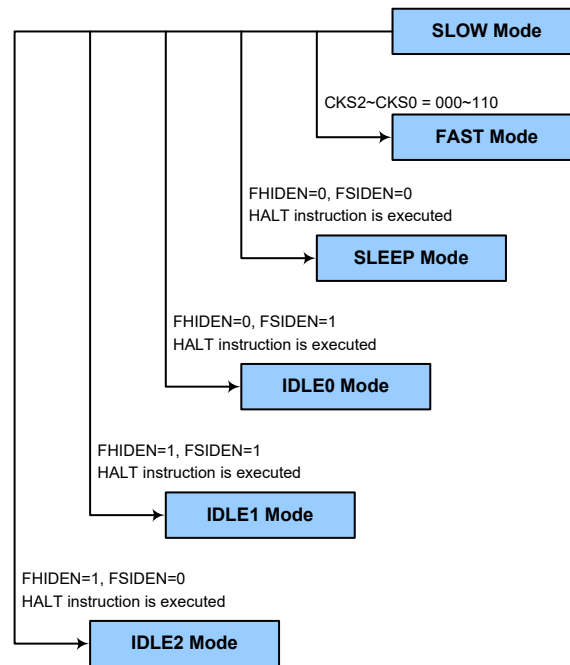 SLOW Mode
CKS2~CKS0 = 000~110
FAST Mode
FHIDEN=0, FSIDEN=0
HALT instruction is executed
SLEEP Mode
FHIDEN=0, FSIDEN=1
HALT instruction is executed
IDLE0 Mode
FHIDEN=1, FSIDEN=1
HALT instruction is executed
IDLE1 Mode
FHIDEN=1, FSIDEN=0
HALT instruction is executed
IDLE2 Mode